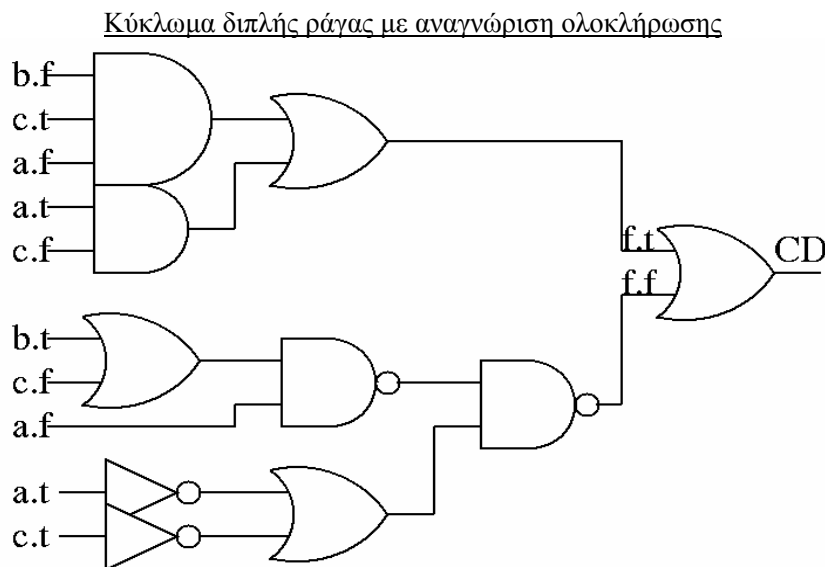 Κύκλωμα διπλής ράγας με αναγνώριση ολοκλήρωσης
b.f
c.t
a.f
a.t
c.f
f.t
CD
f.f
b.t
c.f
a.f
a.t
c.t